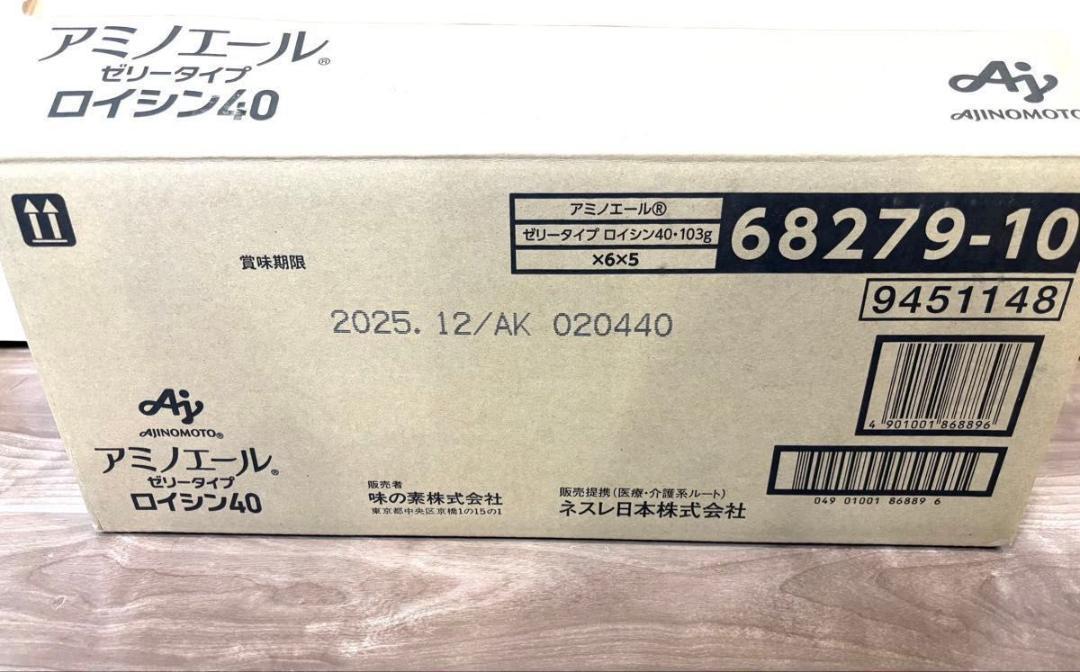 アミノエール®
ゼリータイプ
ロイシン40
Aj
AJINOMOTO
アミノエール®
ゼリータイプ ロイシン40・103g
×6×5
68279-10
9451148
賞味期限
2025. 12/AK 020440
4 901001 868896
049 01001 86889 6
Aj
AJINOMOTO®
アミノエール®
ゼリータイプ
ロイシン40
販売者
味の素株式会社
東京都中央区京橋1の15の1
販売提携(医療・介護系ルート)
ネスレ日本株式会社